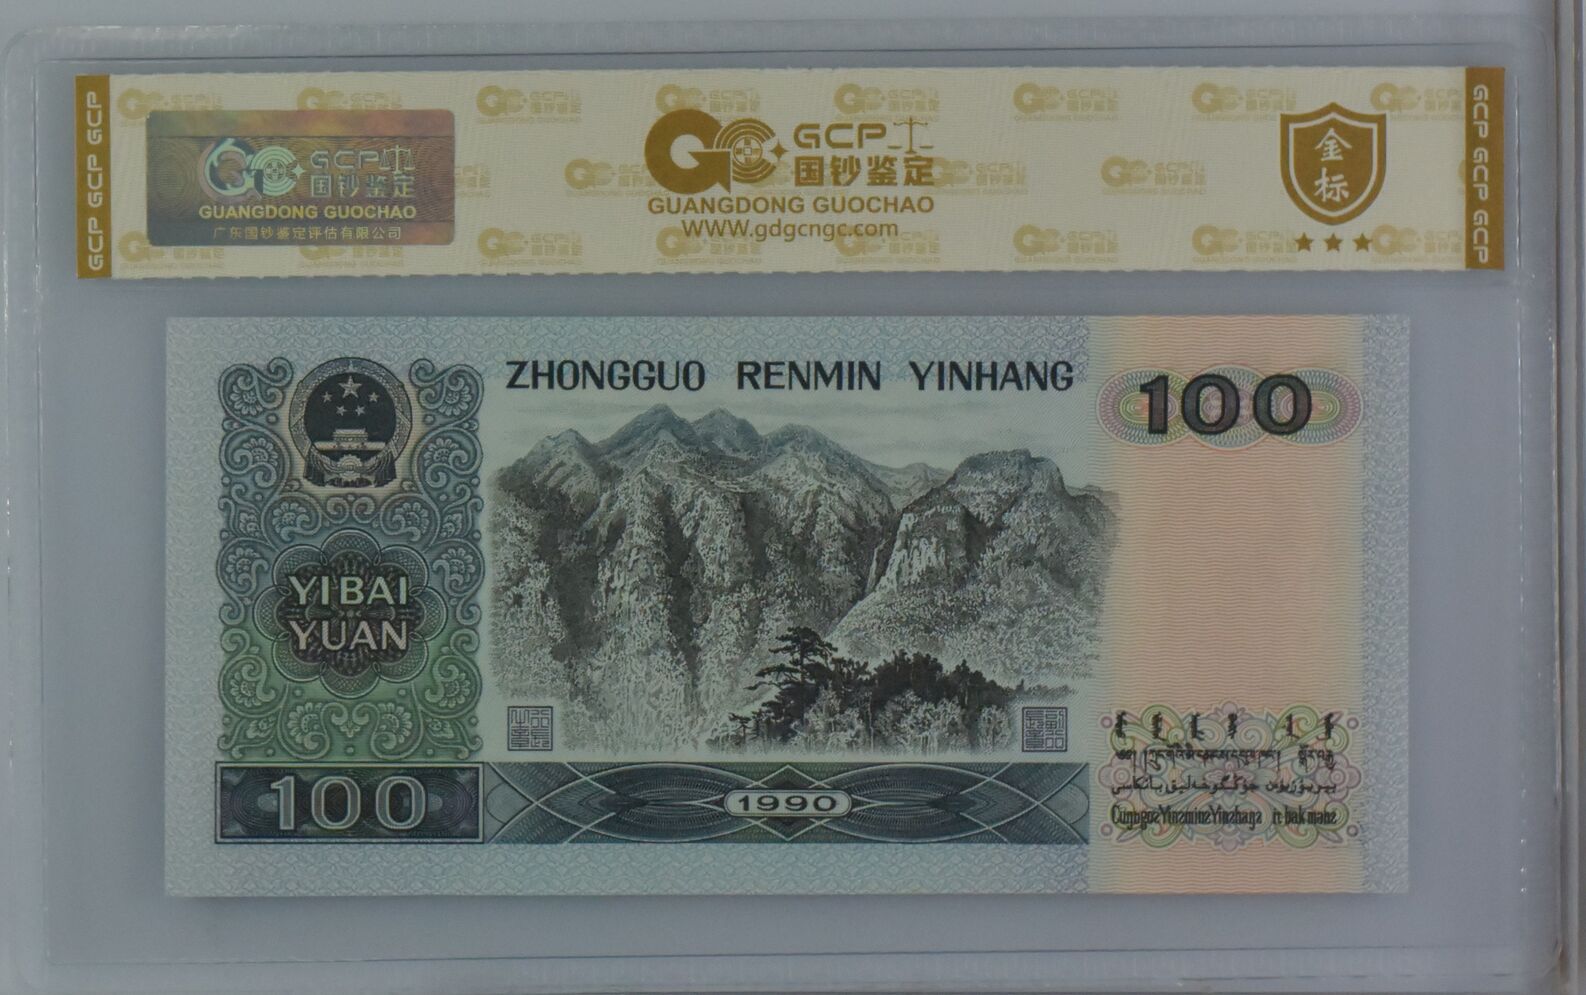 GCP GCP GCP
GCP
国钞鉴定
GUANGDONG GUOCHAO
广东国钞鉴定评估有限公司
GCP
国钞鉴定
GUANGDONG GUOCHAO
WWW.gdgcngc.com
金标
GCP GCP GCP
ZHONGGUO RENMIN YINHANG
100
YIBAI
YUAN
100
1990